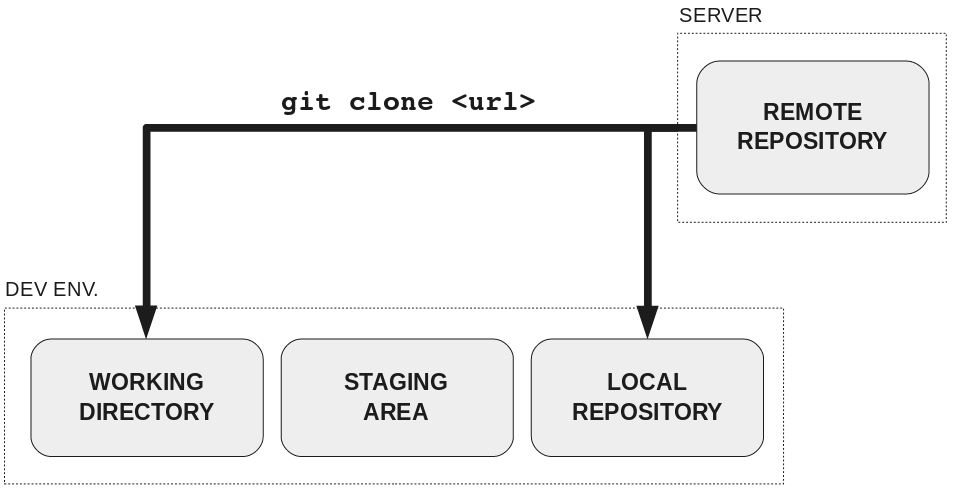 SERVER
git clone <url>
REMOTE
REPOSITORY
DEV ENV.
WORKING
DIRECTORY
STAGING
AREA
LOCAL
REPOSITORY